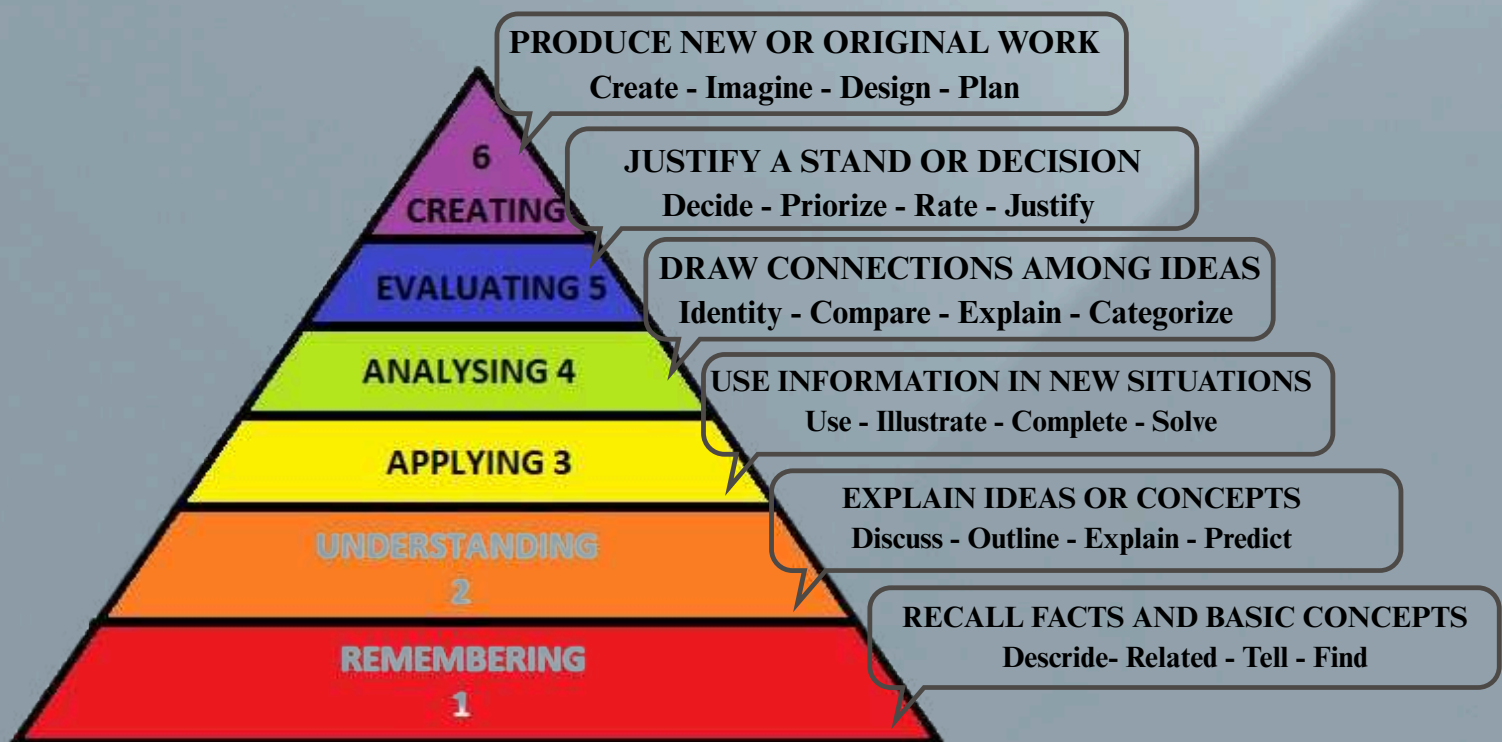 PRODUCE NEW OR ORIGINAL WORK
Create - Imagine - Design - Plan
6
CREATING
JUSTIFY A STAND OR DECISION
Decide - Priorize - Rate - Justify
EVALUATING 5
DRAW CONNECTIONS AMONG IDEAS
Identity - Compare - Explain - Categorize
ANALYSING 4
USE INFORMATION IN NEW SITUATIONS
Use - Illustrate - Complete - Solve
APPLYING 3
EXPLAIN IDEAS OR CONCEPTS
Discuss - Outline - Explain - Predict
UNDERSTANDING
2
RECALL FACTS AND BASIC CONCEPTS
Descride- Related - Tell - Find
REMEMBERING
1